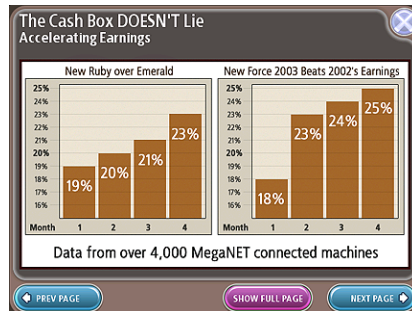 The Cash Box DOESN'T Lie
Accelerating Earnings
New Ruby over Emerald
25%
24%
23%
22%
21%
20%
19%
18%
17%
16%
19%
20%
21%
23%
Month 1 2 3 4
New Force 2003 Beats 2002's Earnings
25%
24%
23%
22%
21%
20%
19%
18%
17%
16%
18%
23%
24%
25%
Month 1 2 3 4
Data from over 4,000 MegaNET connected machines
PREV PAGE
SHOW FULL PAGE
NEXT PAGE